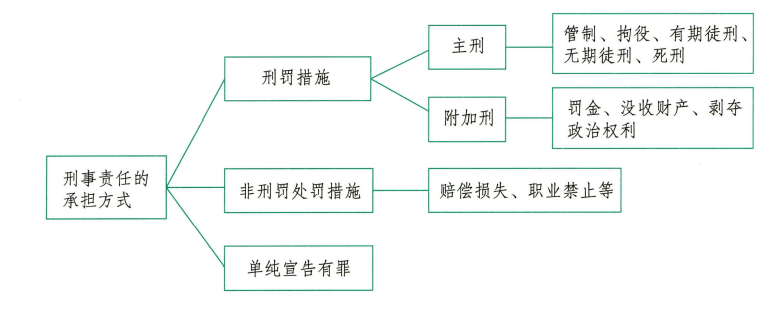 刑事责任的
承担方式
刑罚措施
主刑
管制、拘役、有期徒刑、
无期徒刑、死刑
附加刑
罚金、没收财产、剥夺
政治权利
非刑罚处罚措施
赔偿损失、职业禁止等
单纯宣告有罪